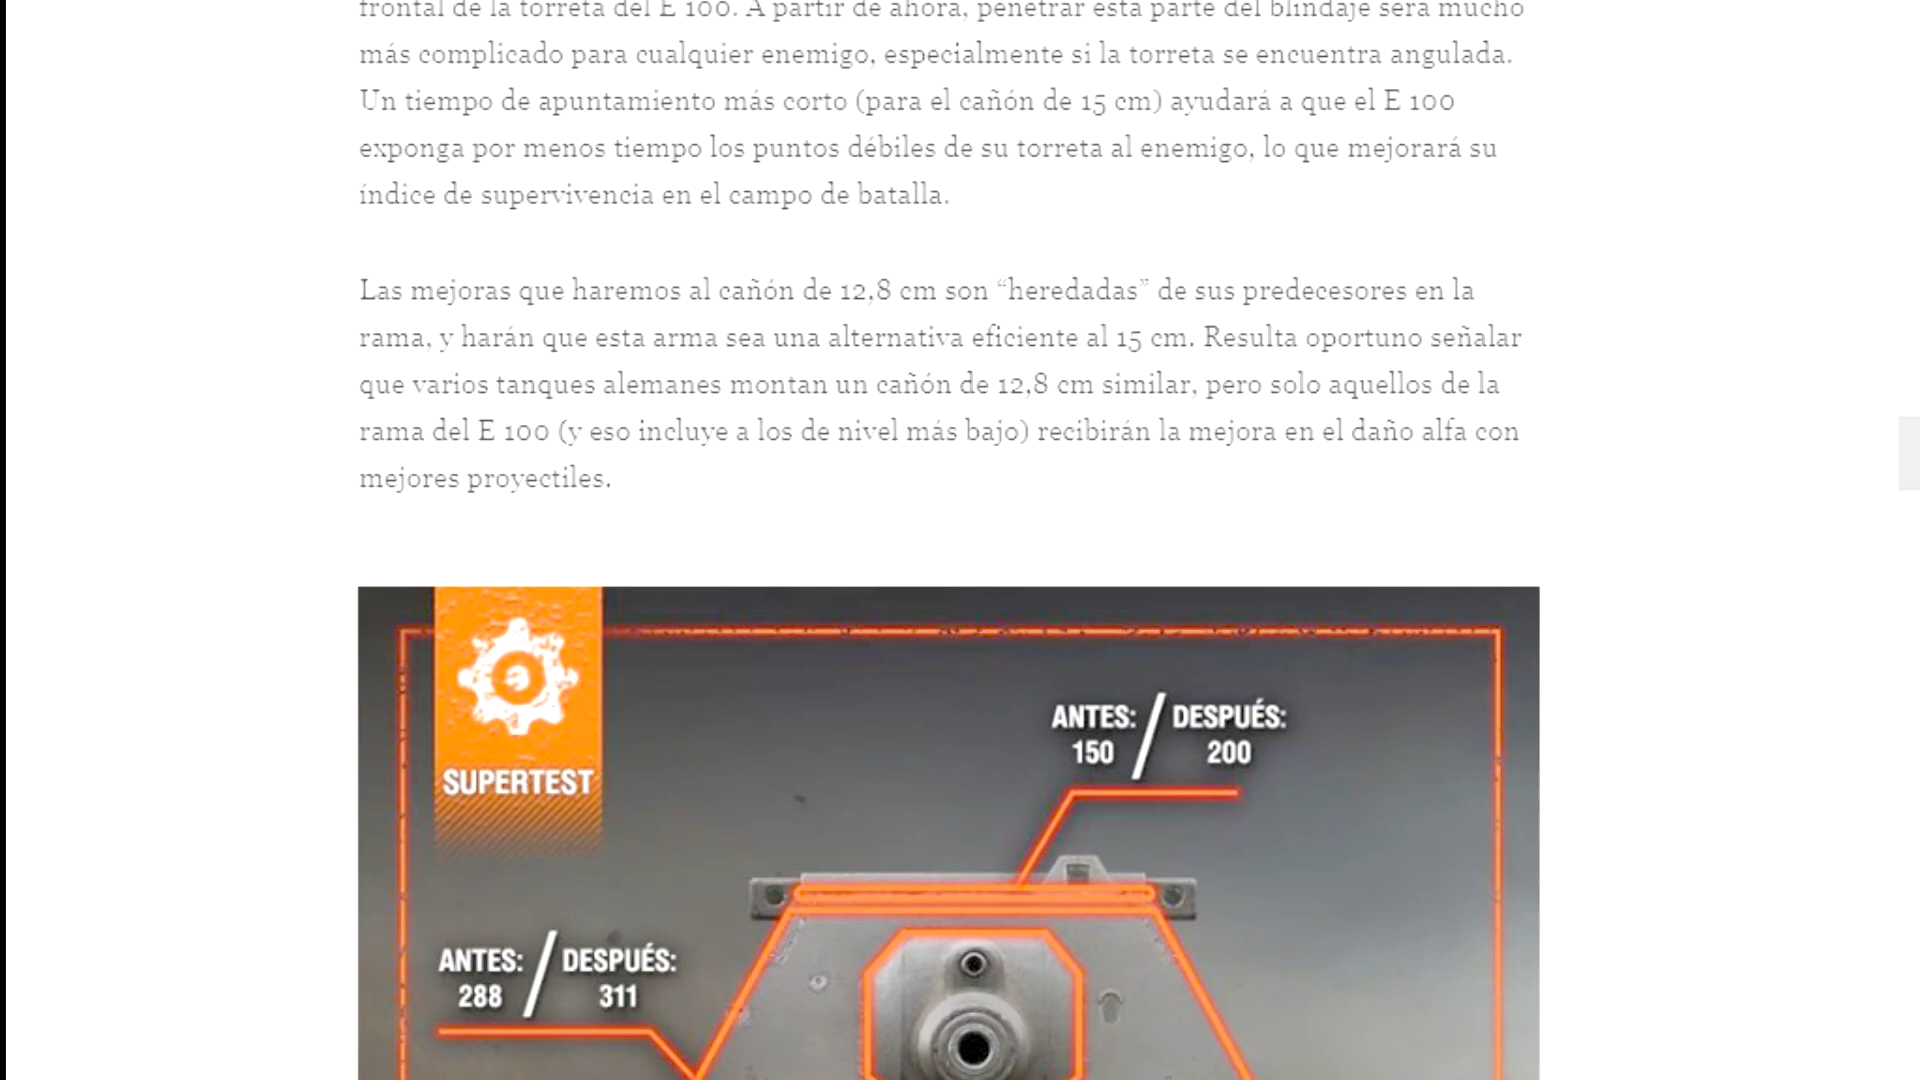 frontal de la torreta del E 100. A partir de ahora, penetrar esta parte del blindaje será mucho
más complicado para cualquier enemigo, especialmente si la torreta se encuentra angulada.
Un tiempo de apuntamiento más corto (para el cañón de 15 cm) ayudará a que el E 100
exponga por menos tiempo los puntos débiles de su torreta al enemigo, lo que mejorará su
índice de supervivencia en el campo de batalla.
Las mejoras que haremos al cañón de 12,8 cm son “heredadas” de sus predecesores en la
rama, y harán que esta arma sea una alternativa eficiente al 15 cm. Resulta oportuno señalar
que varios tanques alemanes montan un cañón de 12,8 cm similar, pero solo aquellos de la
rama del E 100 (y eso incluye a los de nivel más bajo) recibirán la mejora en el daño alfa con
mejores proyectiles.
SUPERTEST
ANTES: / DESPUÉS:
150 200
ANTES: / DESPUÉS:
288 311